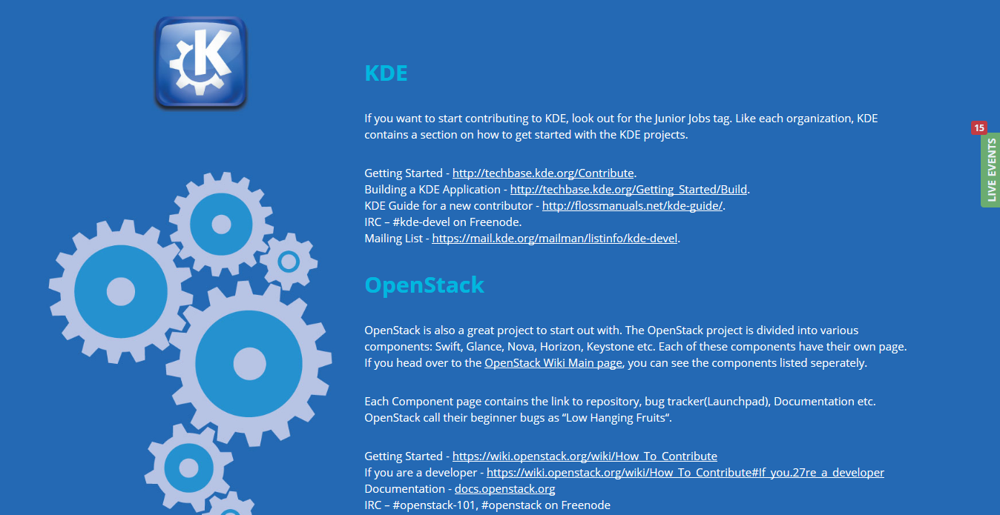 K
KDE
If you want to start contributing to KDE, look out for the Junior Jobs tag. Like each organization, KDE
contains a section on how to get started with the KDE projects.
Getting Started - http://techbase.kde.org/Contribute.
Building a KDE Application - http://techbase.kde.org/Getting_Started/Build.
KDE Guide for a new contributor - http://flossmanuals.net/kde-guide/.
IRC – #kde-devel on Freenode.
Mailing List - https://mail.kde.org/mailman/listinfo/kde-devel.
15
LIVE EVENTS
OpenStack
OpenStack is also a great project to start out with. The OpenStack project is divided into various
components: Swift, Glance, Nova, Horizon, Keystone etc. Each of these components have their own page.
If you head over to the OpenStack Wiki Main page, you can see the components listed seperately.
Each Component page contains the link to repository, bug tracker(Launchpad), Documentation etc.
OpenStack call their beginner bugs as “Low Hanging Fruits“.
Getting Started - https://wiki.openstack.org/wiki/How_To_Contribute
If you are a developer - https://wiki.openstack.org/wiki/How_To_Contribute#If_you.27re_a_developer
Documentation - docs.openstack.org
IRC – #openstack-101, #openstack on Freenode